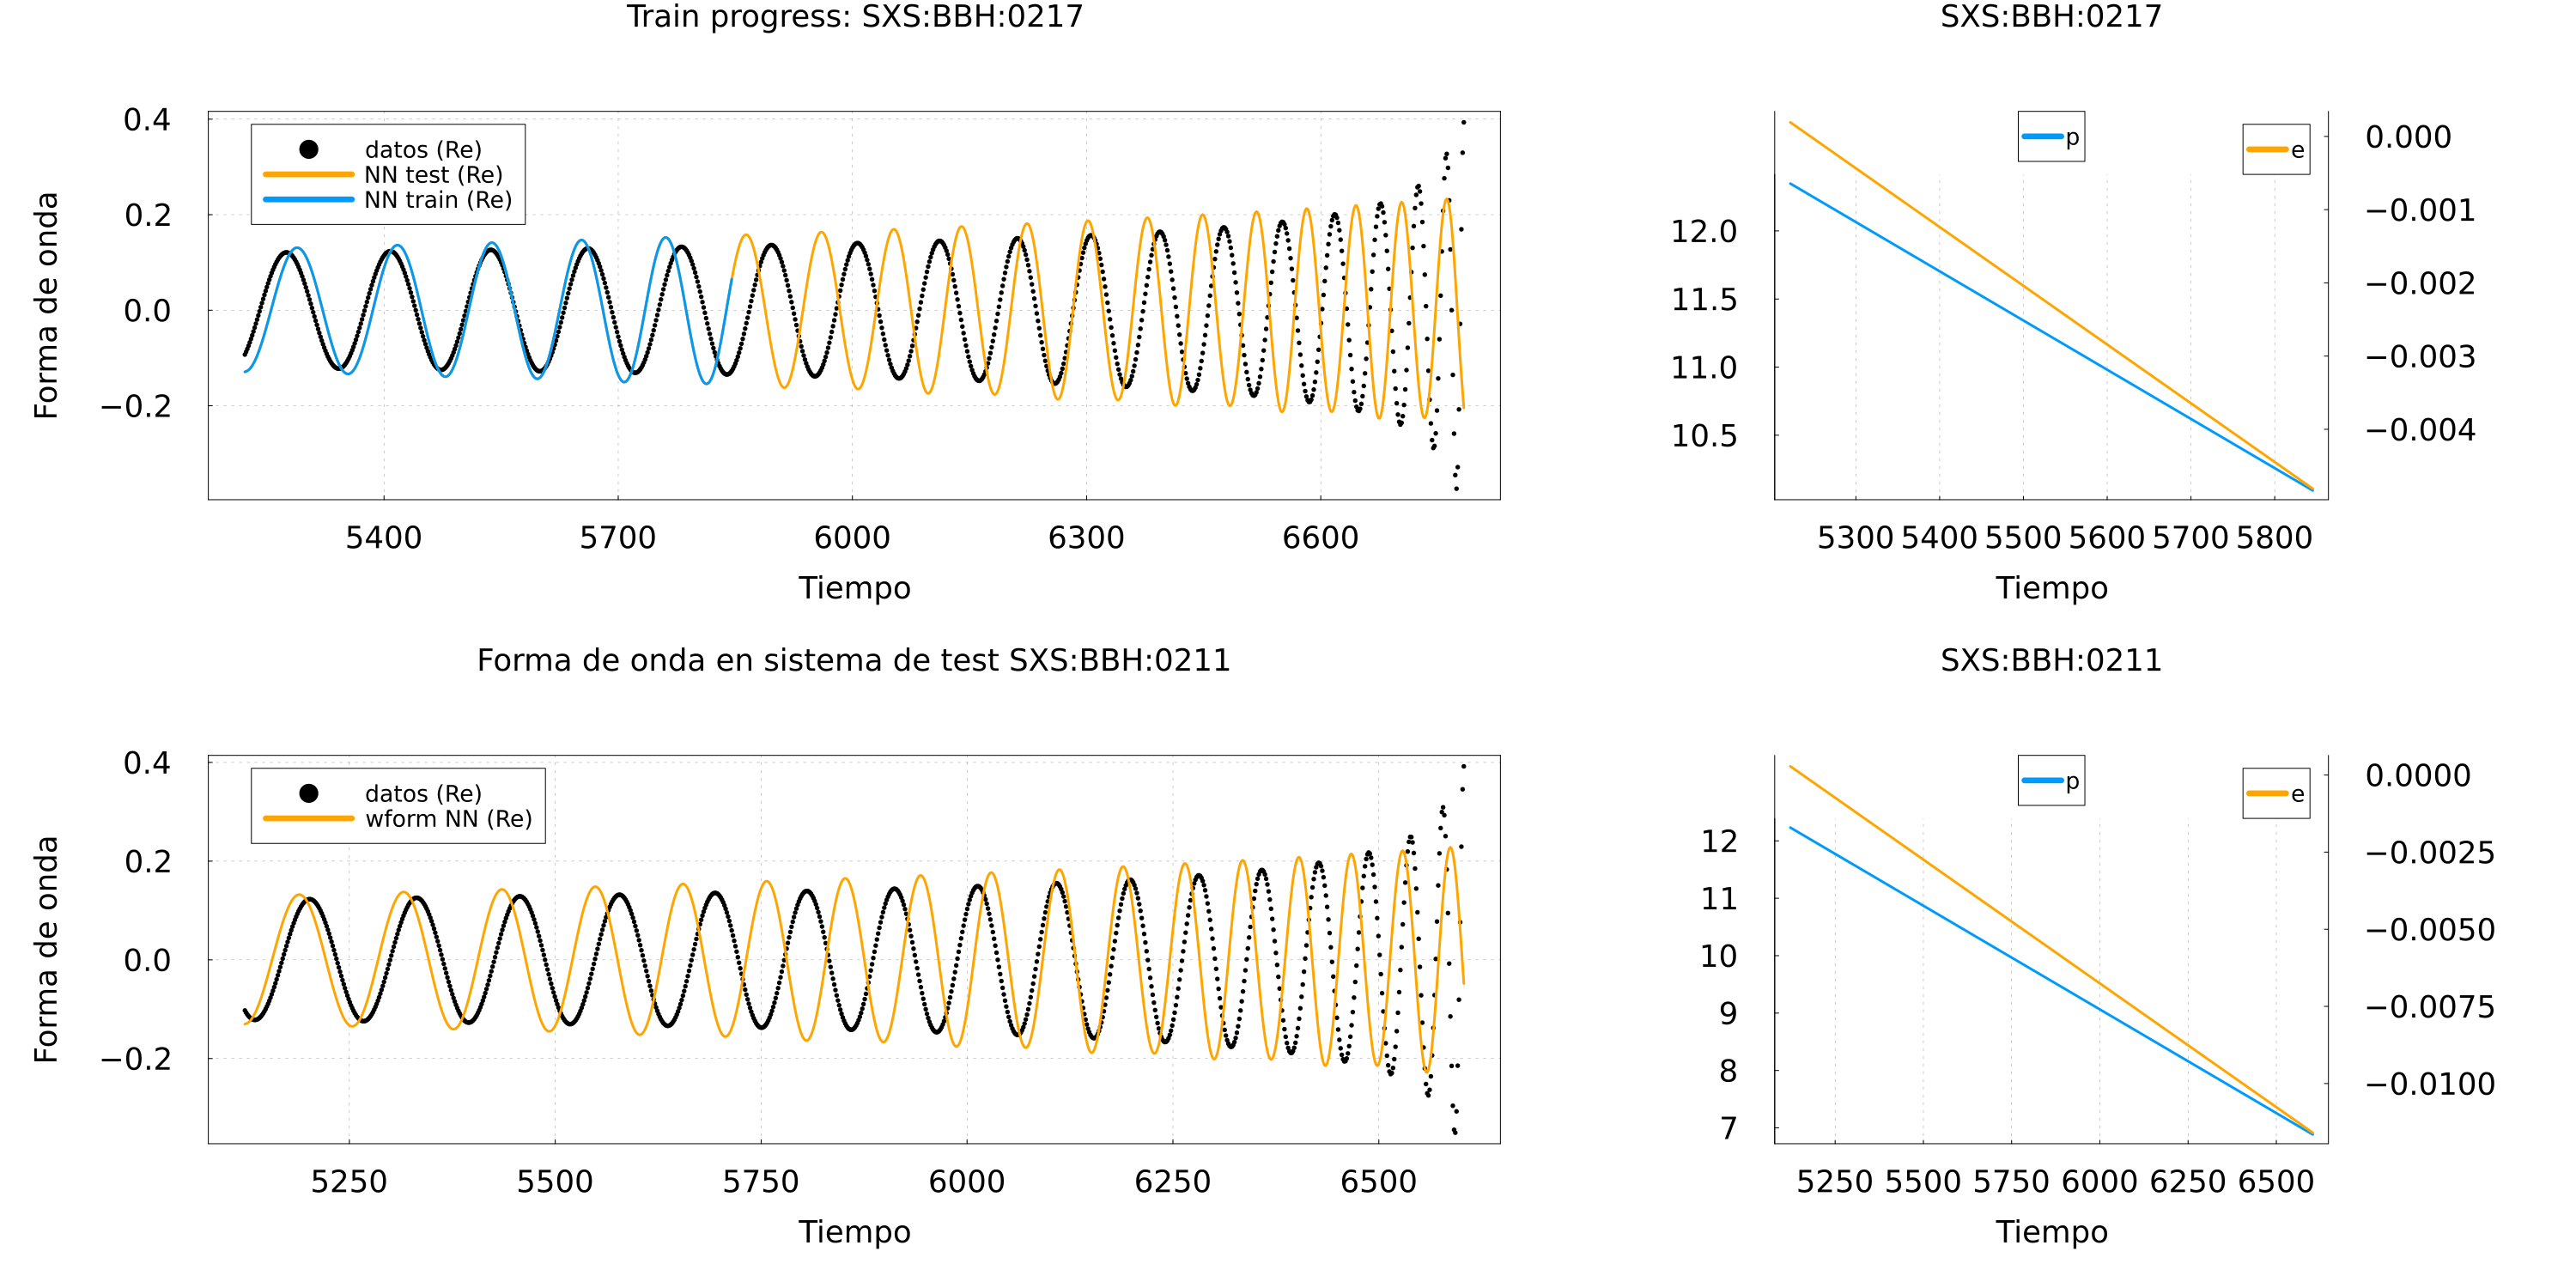 Train progress: SXS:BBH:0217
0.4
0.2
0.0
−0.2
Forma de onda
datos (Re)
NN test (Re)
NN train (Re)
5400 5700 6000 6300 6600
Tiempo
SXS:BBH:0217
12.0
11.5
11.0
10.5
p
e
0.000
−0.001
−0.002
−0.003
−0.004
5300 5400 5500 5600 5700 5800
Tiempo
Forma de onda en sistema de test SXS:BBH:0211
0.4
0.2
0.0
−0.2
Forma de onda
datos (Re)
wform NN (Re)
5250 5500 5750 6000 6250 6500
Tiempo
SXS:BBH:0211
12
11
10
9
8
7
p
e
0.0000
−0.0025
−0.0050
−0.0075
−0.0100
5250 5500 5750 6000 6250 6500
Tiempo